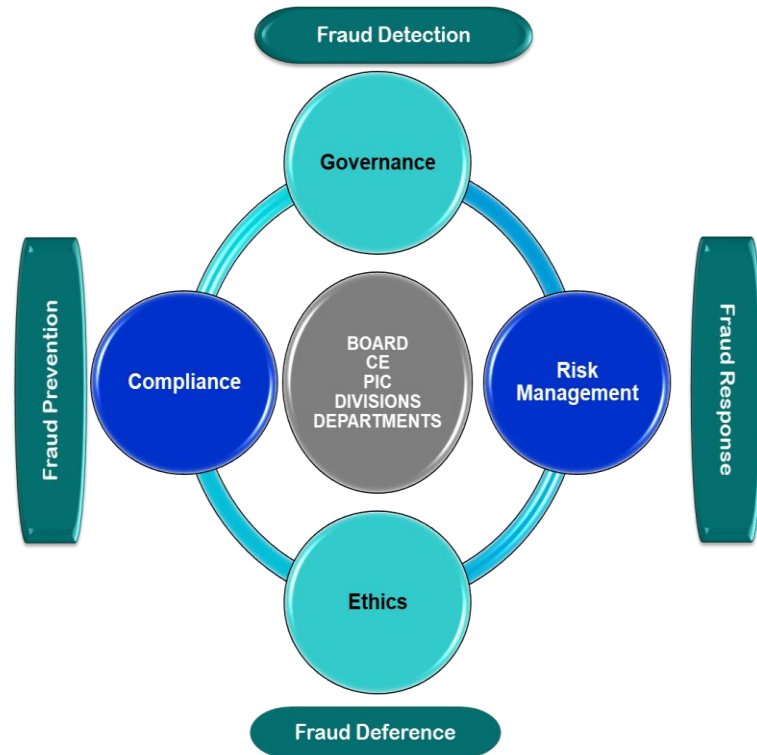 Fraud Detection
Governance
Fraud Prevention
Compliance
BOARD
CE
PIC
DIVISIONS
DEPARTMENTS
Risk
Management
Fraud Response
Ethics
Fraud Deference